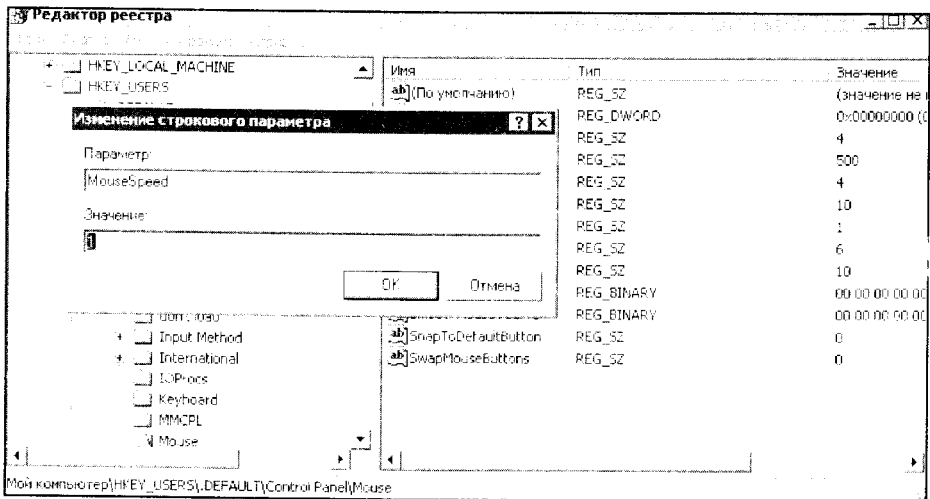 Редактор реестра
HKEY_LOCAL_MACHINE
HKEY_USERS
Имя Тип Значение
(По умолчанию) REG_SZ (значение не
REG_DWORD 0x00000000 (0
REG_SZ 4
REG_SZ 500
REG_SZ 4
REG_SZ 10
REG_SZ 1
REG_SZ 6
REG_SZ 10
REG_BINARY 00 00 00 00 00
REG_BINARY 00 00 00 00 00
SnapToDefaultButton REG_SZ 0
SwapMouseButtons REG_SZ 0
Изменение строкового параметра
Параметр:
MouseSpeed
Значение:
1
OK Отмена
Input Method
International
IOProcs
Keyboard
MMCPL
Mouse
Мой компьютер\HKEY_USERS\.DEFAULT\Control Panel\Mouse